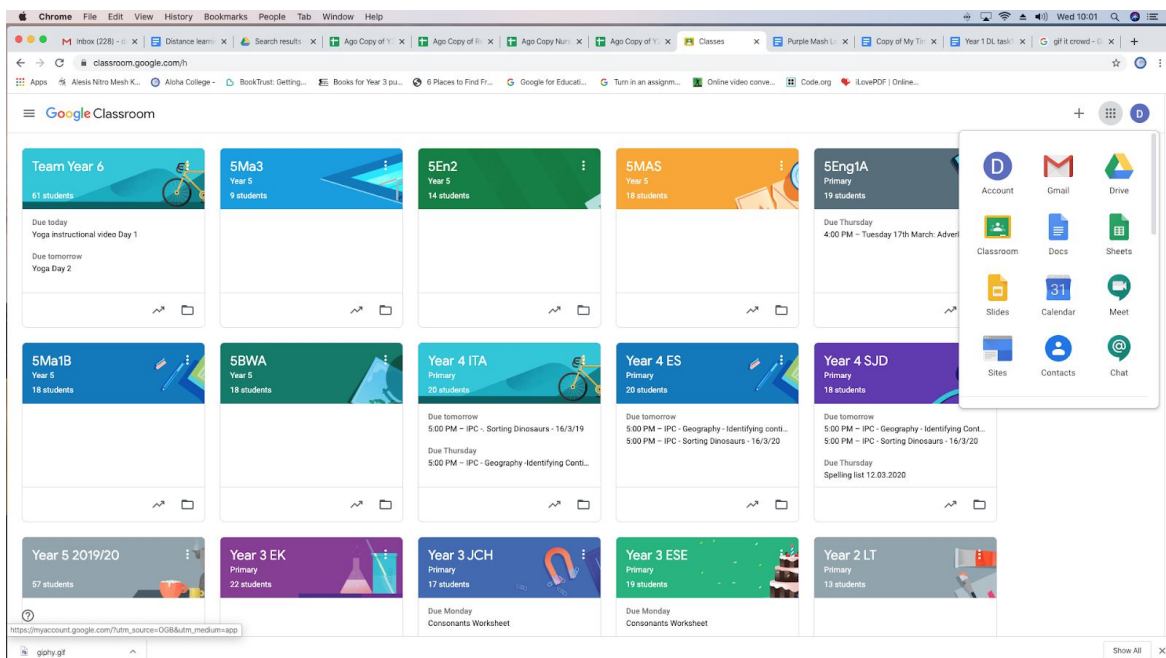 Chrome File Edit View History Bookmarks People Tab Window Help
Wed 10:01
Inbox (228) - d
Distance learn
Search results
Ago Copy of Y
Ago Copy of R
Ago Copy Nur
Ago Copy of Y
Classes
Purple Mash Lo
Copy of My Tim
Year 1 DL task
gif it crowd - G
classroom.google.com/h
Apps
Alesis Nitro Mesh K...
Aloha College -
BookTrust: Getting...
Books for Year 3 pu...
6 Places to Find Fr...
Google for Educati...
Turn in an assignm...
Online video conve...
Code.org
iLovePDF | Online...
Google Classroom
D
Team Year 6
61 students
Due today
Yoga instructional video Day 1
Due tomorrow
Yoga Day 2
5Ma3
Year 5
9 students
5En2
Year 5
14 students
5MAS
Year 5
18 students
5Eng1A
Primary
19 students
Due Thursday
4:00 PM – Tuesday 17th March: Adver
D
Account
Gmail
Drive
Classroom
Docs
Sheets
Slides
31
Calendar
Meet
Sites
Contacts
@
Chat
5Ma1B
Year 5
18 students
5BWA
Year 5
18 students
Year 4 ITA
Primary
20 students
Due tomorrow
5:00 PM – IPC -. Sorting Dinosaurs - 16/3/19
Due Thursday
5:00 PM – IPC - Geography -Identifying Conti...
Year 4 ES
Primary
20 students
Due tomorrow
5:00 PM – IPC - Geography - Identifying conti...
5:00 PM – IPC - Sorting Dinosaurs - 16/3/20
Year 4 SJD
Primary
Due tomorrow
5:00 PM – IPC - Geography - Identifying Cont...
5:00 PM – IPC - Sorting Dinosaurs - 16/3/20
Due Thursday
Spelling list 12.03.2020
Year 5 2019/20
57 students
Year 3 EK
Primary
22 students
Year 3 JCH
Primary
17 students
Due Monday
Consonants Worksheet
Year 3 ESE
Primary
19 students
Due Monday
Consonants Worksheet
Year 2 LT
Primary
13 students
https://myaccount.google.com/?utm_source=OGB&utm_medium=app
giphy.gif
Show All